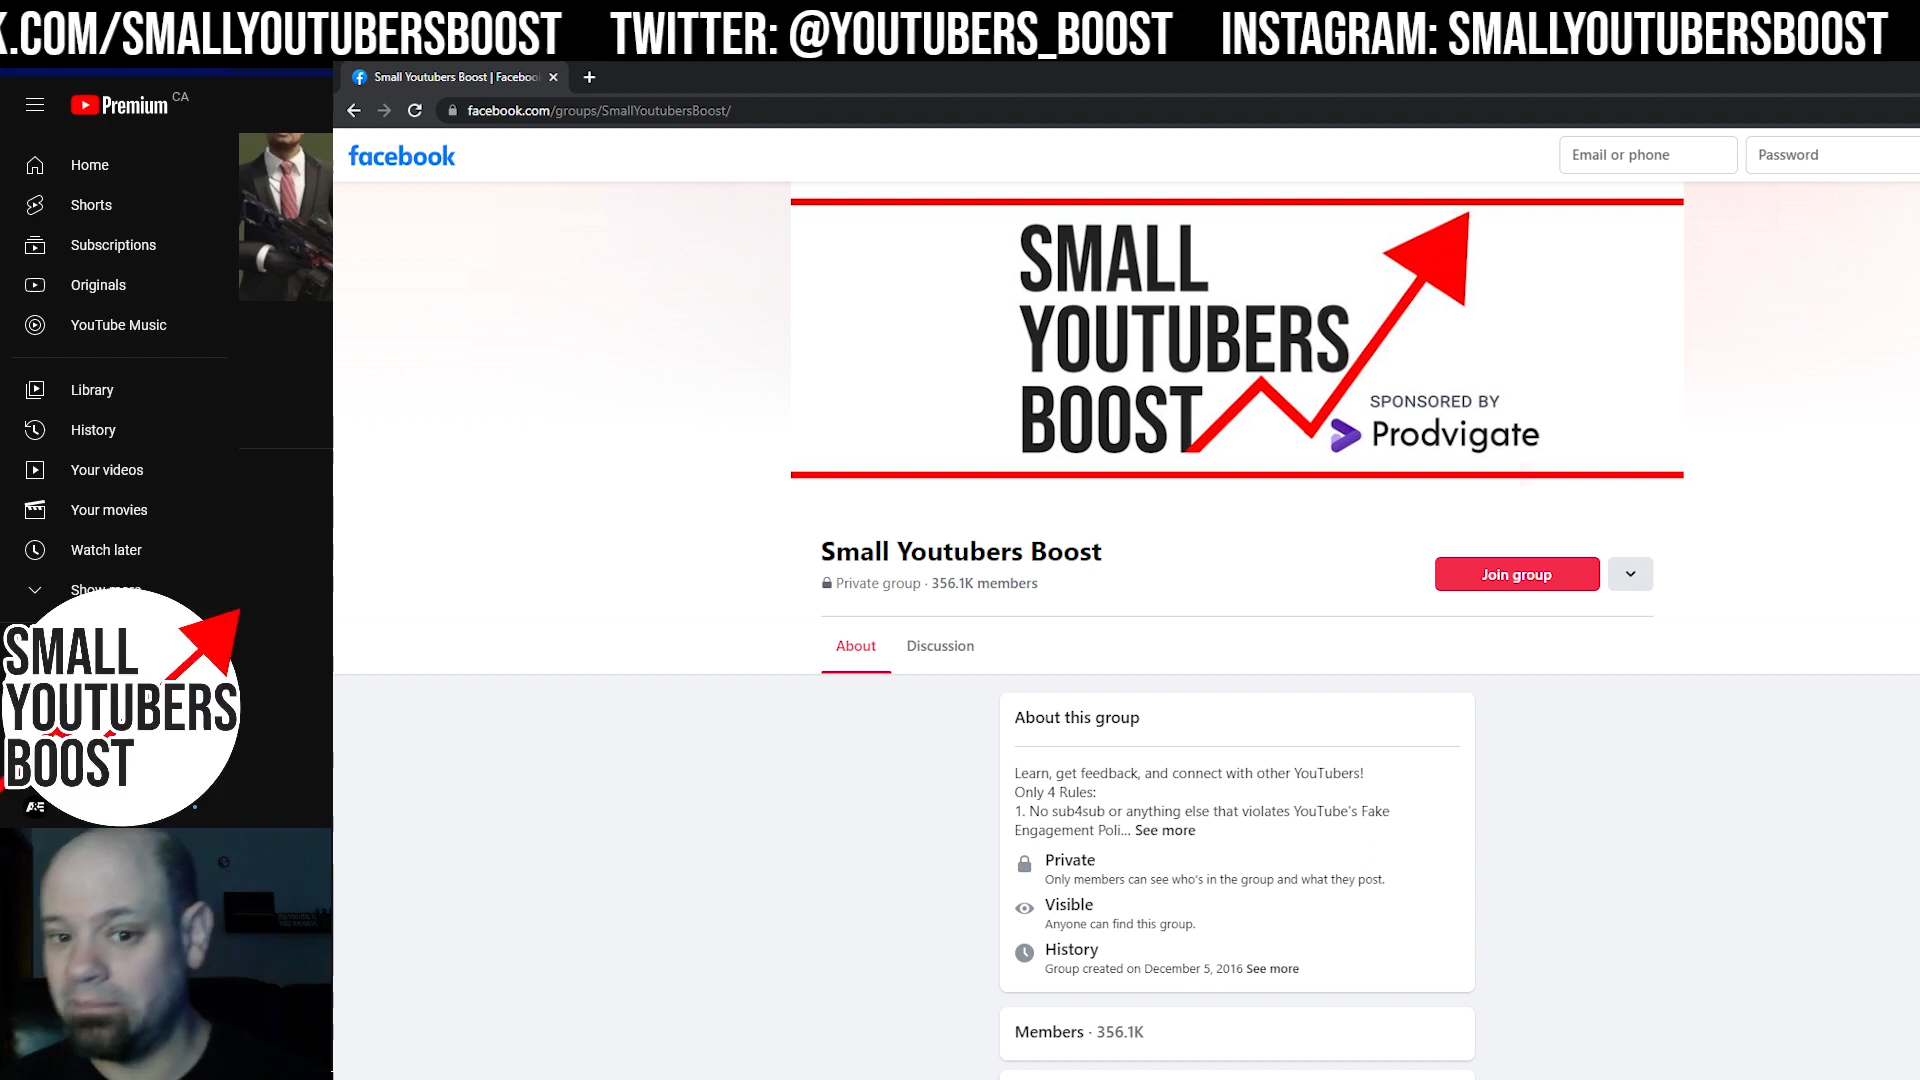 K.COM/SMALLYOUTUBERSBOOST TWITTER: @YOUTUBERS_BOOST INSTAGRAM: SMALLYOUTUBERSBOOST
Small Youtubers Boost | Faceboo
facebook.com/groups/SmallYoutubersBoost/
Premium CA
Home
Shorts
Subscriptions
Originals
YouTube Music
Library
History
Your videos
Your movies
Watch later
Show more
SMALL
YOUTUBERS
BOOST
A&E
facebook
Email or phone
Password
SMALL
YOUTUBERS
BOOST
SPONSORED BY
Prodvigate
Small Youtubers Boost
Private group · 356.1K members
Join group
About
Discussion
About this group
Learn, get feedback, and connect with other YouTubers!
Only 4 Rules:
1. No sub4sub or anything else that violates YouTube's Fake
Engagement Poli... See more
Private
Only members can see who's in the group and what they post.
Visible
Anyone can find this group.
History
Group created on December 5, 2016 See more
Members · 356.1K